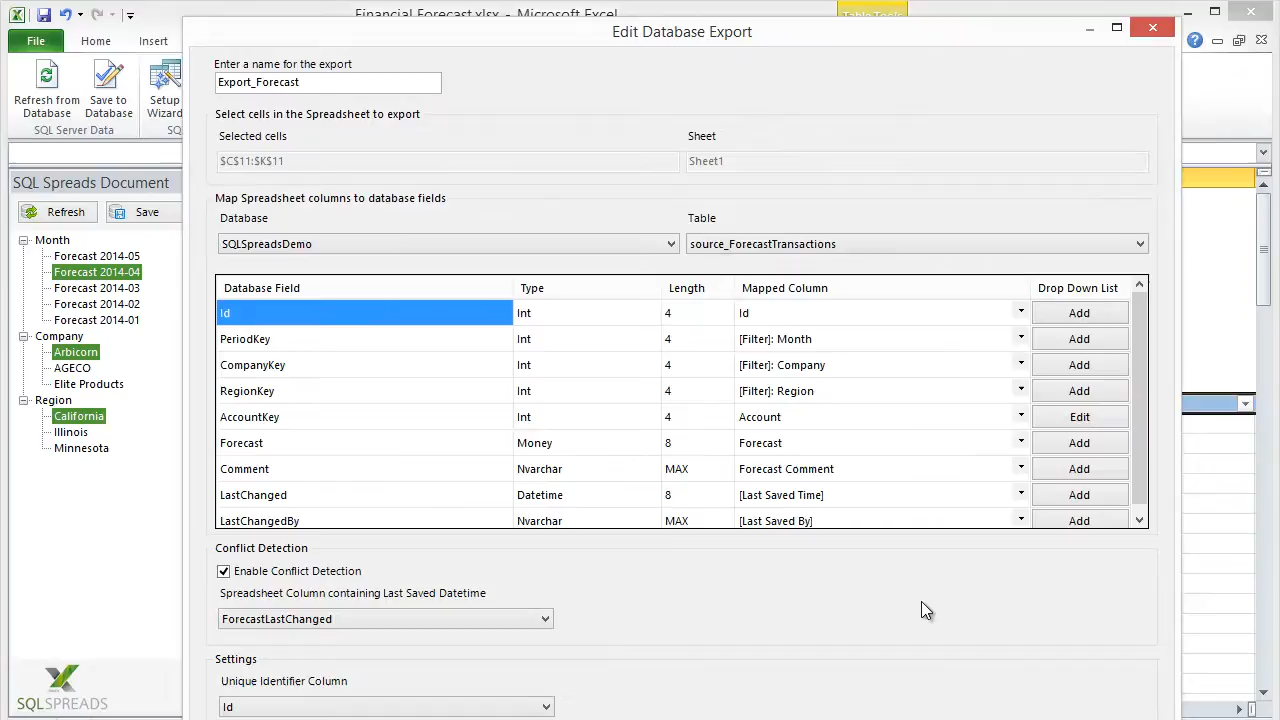 Financial Forecast.xlsx - Microsoft Excel
Table Tools
File Home Insert
Refresh from Database
Save to Database
Setup Wizard
SQL Server Data
SQ
SQL Spreads Document
Refresh Save
Month
Forecast 2014-05
Forecast 2014-04
Forecast 2014-03
Forecast 2014-02
Forecast 2014-01
Company
Arbicorn
AGECO
Elite Products
Region
California
Illinois
Minnesota
SQLSPREADS
Edit Database Export
Enter a name for the export
Export_Forecast
Select cells in the Spreadsheet to export
Selected cells Sheet
$C$11:$K$11 Sheet1
Map Spreadsheet columns to database fields
Database Table
SQLSpreadsDemo source_ForecastTransactions
Database Field Type Length Mapped Column Drop Down List
Id Int 4 Id Add
PeriodKey Int 4 [Filter]: Month Add
CompanyKey Int 4 [Filter]: Company Add
RegionKey Int 4 [Filter]: Region Add
AccountKey Int 4 Account Edit
Forecast Money 8 Forecast Add
Comment Nvarchar MAX Forecast Comment Add
LastChanged Datetime 8 [Last Saved Time] Add
LastChangedBy Nvarchar MAX [Last Saved By] Add
Conflict Detection
Enable Conflict Detection
Spreadsheet Column containing Last Saved Datetime
ForecastLastChanged
Settings
Unique Identifier Column
Id